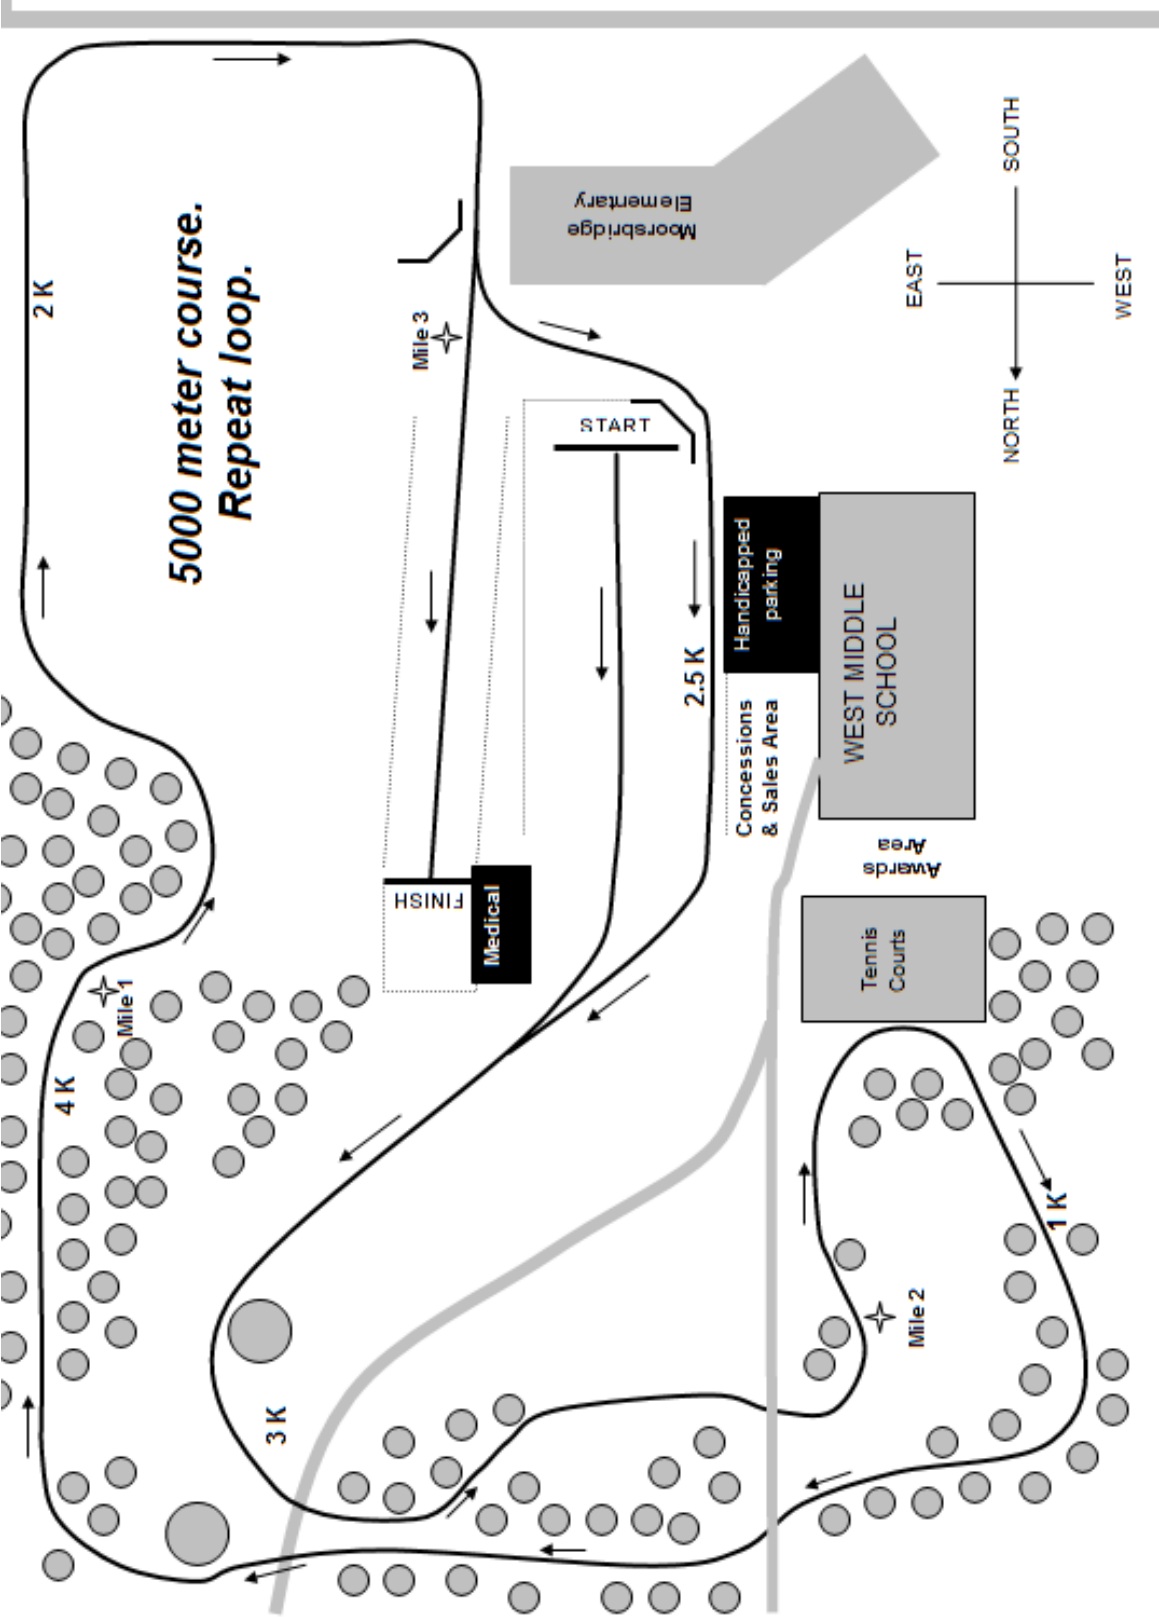 5000 meter course.
Repeat loop.
2 K
Mile 3
Moorsbridge
Elementary
SOUTH
EAST
WEST
NORTH
START
Handicapped
parking
2.5 K
WEST MIDDLE
SCHOOL
Concessions
& Sales Area
Awards
Area
FINISH
Medical
Tennis
Courts
Mile 1
4 K
1 K
Mile 2
3 K